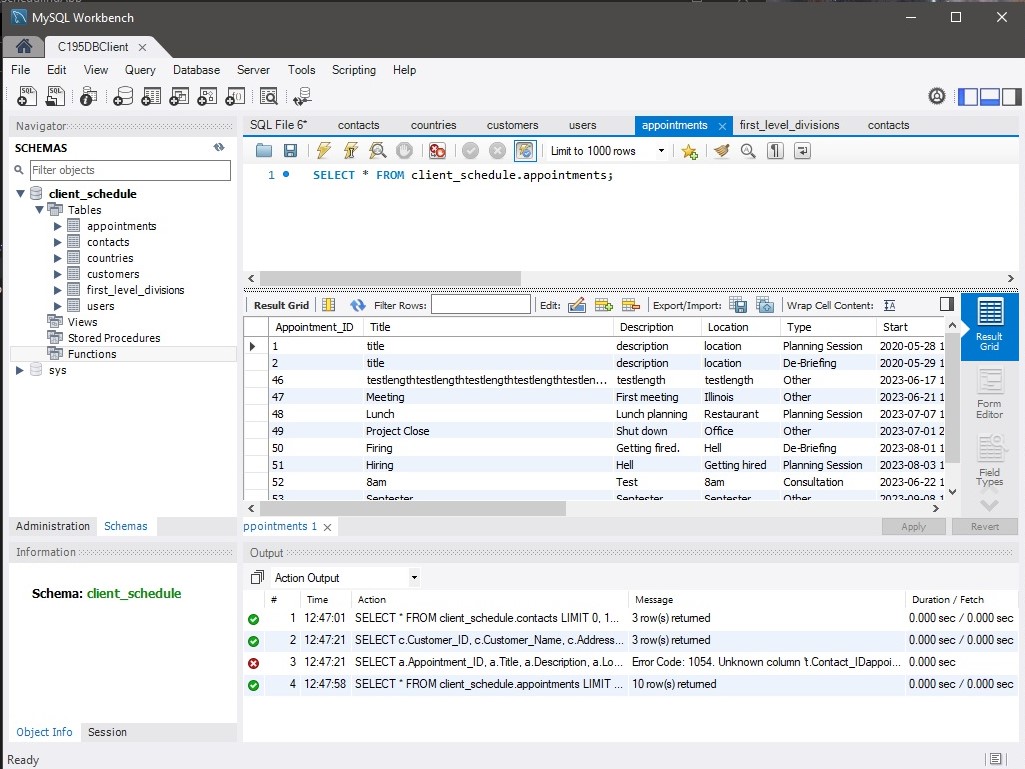 MySQL Workbench
C195DBClient
File Edit View Query Database Server Tools Scripting Help
Navigator
SCHEMAS
Filter objects
client_schedule
Tables
appointments
contacts
countries
customers
first_level_divisions
users
Views
Stored Procedures
Functions
sys
Administration Schemas
Information
Schema: client_schedule
Object Info Session
SQL File 6* contacts countries customers users appointments first_level_divisions contacts
Limit to 1000 rows
1 SELECT * FROM client_schedule.appointments;
Result Grid Filter Rows: Edit: Export/Import: Wrap Cell Content:
Appointment_ID Title Description Location Type Start
1 title description location Planning Session 2020-05-28 1
2 title description location De-Briefing 2020-05-29 1
46 testlengthtestlengthtestlengthtestlengthtestlen... testlength testlength Other 2023-06-17 1
47 Meeting First meeting Illinois Other 2023-06-21 1
48 Lunch Lunch planning Restaurant Planning Session 2023-07-07 1
49 Project Close Shut down Office Other 2023-07-01 2
50 Firing Getting fired. Hell De-Briefing 2023-08-01 1
51 Hiring Hell Getting hired Planning Session 2023-08-03 1
52 8am Test 8am Consultation 2023-06-22 1
53 Septester Septester Septester Other 2023-09-08 1
Result
Grid
Form
Editor
Field
Types
ppointments 1
Apply Revert
Output
Action Output
# Time Action Message Duration / Fetch
1 12:47:01 SELECT * FROM client_schedule.contacts LIMIT 0, 1... 3 row(s) returned 0.000 sec / 0.000 sec
2 12:47:21 SELECT c.Customer_ID, c.Customer_Name, c.Address... 3 row(s) returned 0.000 sec / 0.000 sec
3 12:47:21 SELECT a.Appointment_ID, a.Title, a.Description, a.Lo... Error Code: 1054. Unknown column 't.Contact_IDappoi... 0.000 sec
4 12:47:58 SELECT * FROM client_schedule.appointments LIMIT ... 10 row(s) returned 0.000 sec / 0.000 sec
Ready